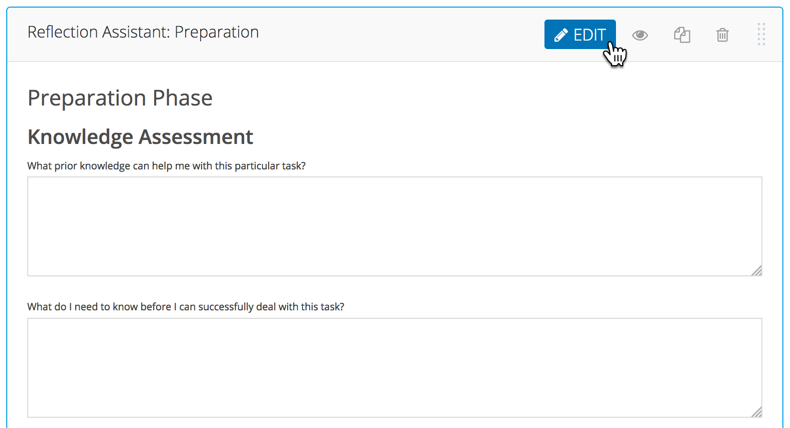 Reflection Assistant: Preparation
EDIT
Preparation Phase
Knowledge Assessment
What prior knowledge can help me with this particular task?
What do I need to know before I can successfully deal with this task?